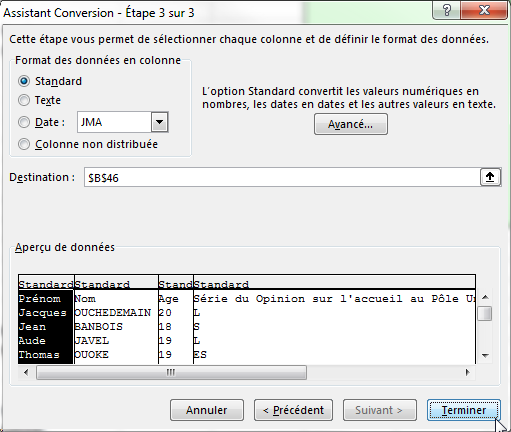 Assistant Conversion - Étape 3 sur 3
Cette étape vous permet de sélectionner chaque colonne et de définir le format des données.
Format des données en colonne
Standard
Texte
Date : JMA
Colonne non distribuée
L'option Standard convertit les valeurs numériques en
nombres, les dates en dates et les autres valeurs en texte.
Avancé...
Destination : $B$46
Aperçu de données
Standard Standard Stand Standard
Prénom Nom Age Série du Opinion sur l'accueil au Pôle Un
Jacques OUCHEDEMAIN 20 L
Jean BANBOIS 18 S
Aude JAVEL 19 L
Thomas OUOKE 19 ES
Annuler < Précédent Suivant > Terminer